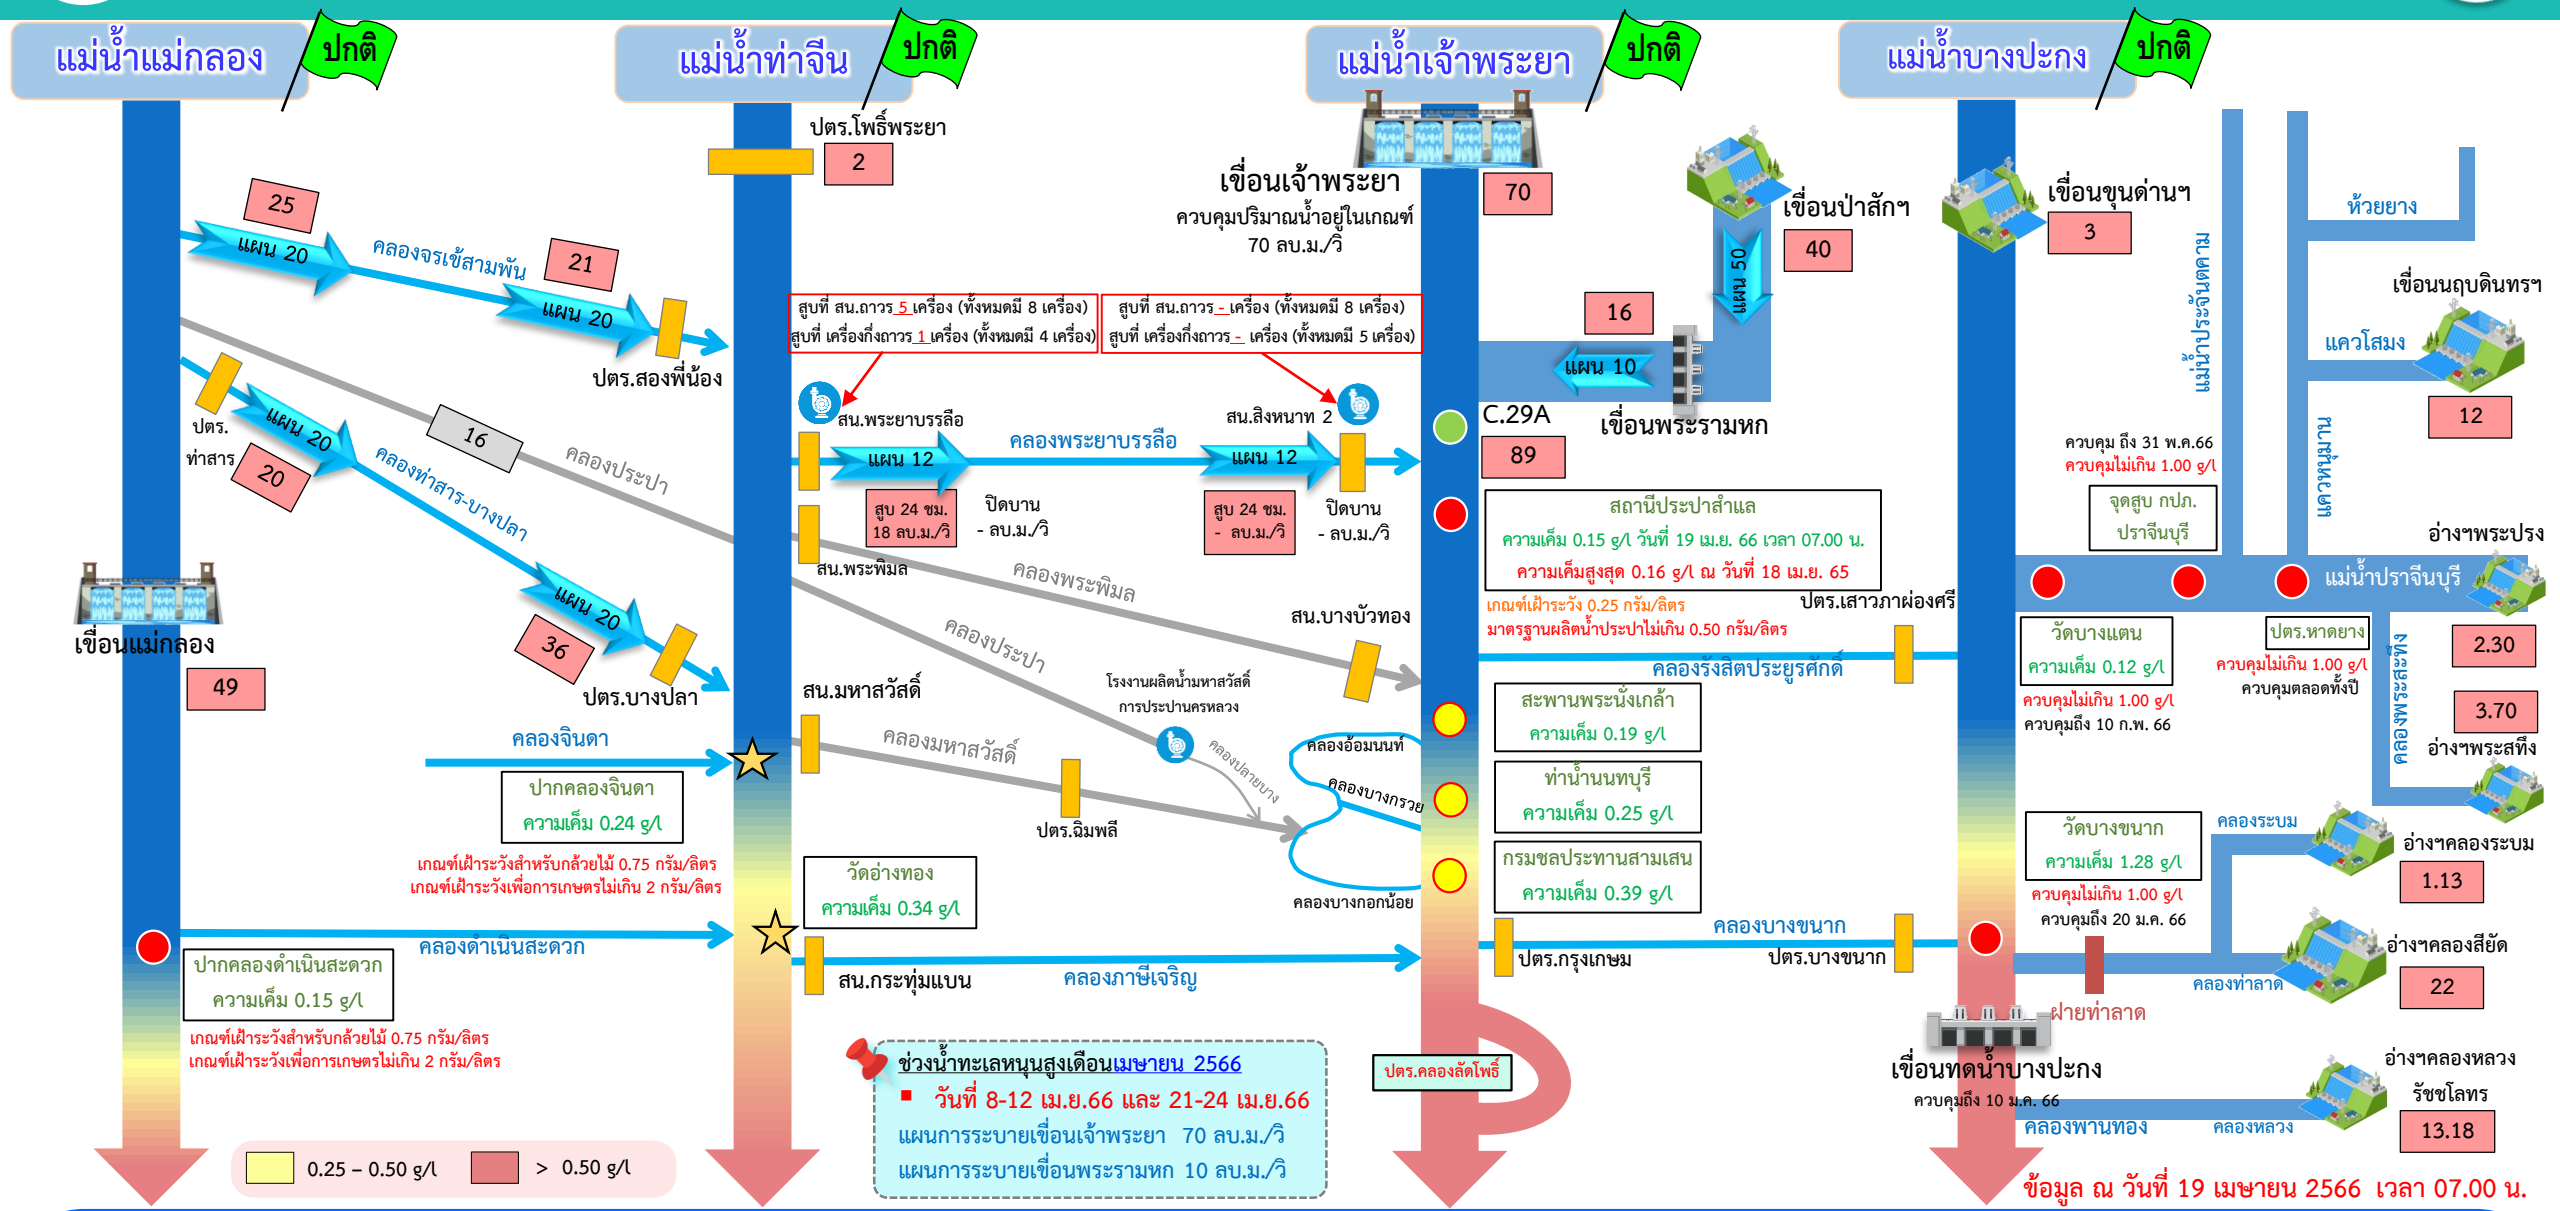 แม่น้ำแม่กลอง
ปกติ
แม่น้ำท่าจีน
ปกติ
แม่น้ำเจ้าพระยา
ปกติ
แม่น้ำบางปะกง
ปกติ
25
แผน 20
คลองจรเข้สามพัน
21
แผน 20
ปตร.สองพี่น้อง
ปตร.
ท่าสาร
แผน 20
20
16
คลองประปา
คลองท่าสาร-บางปลา
แผน 20
36
ปตร.บางปลา
เขื่อนแม่กลอง
49
คลองจินดา
ปากคลองจินดา
ความเค็ม 0.24 g/l
เกณฑ์เฝ้าระวังสำหรับกล้วยไม้ 0.75 กรัม/ลิตร
เกณฑ์เฝ้าระวังเพื่อการเกษตรไม่เกิน 2 กรัม/ลิตร
คลองดำเนินสะดวก
ปากคลองดำเนินสะดวก
ความเค็ม 0.15 g/l
เกณฑ์เฝ้าระวังสำหรับกล้วยไม้ 0.75 กรัม/ลิตร
เกณฑ์เฝ้าระวังเพื่อการเกษตรไม่เกิน 2 กรัม/ลิตร
0.25 – 0.50 g/l
> 0.50 g/l
ปตร.โพธิ์พระยา
2
สูบที่ สน.ถาวร 5 เครื่อง (ทั้งหมดมี 8 เครื่อง)
สูบที่ เครื่องกึ่งถาวร 1 เครื่อง (ทั้งหมดมี 4 เครื่อง)
สูบที่ สน.ถาวร - เครื่อง (ทั้งหมดมี 8 เครื่อง)
สูบที่ เครื่องกึ่งถาวร - เครื่อง (ทั้งหมดมี 5 เครื่อง)
สน.พระยาบรรลือ
แผน 12
คลองพระยาบรรลือ
สน.สิงหนาท 2
แผน 12
สูบ 24 ชม.
18 ลบ.ม./วิ
ปิดบาน
- ลบ.ม./วิ
สูบ 24 ชม.
- ลบ.ม./วิ
ปิดบาน
- ลบ.ม./วิ
สน.พระพิมล
คลองพระพิมล
สน.บางบัวทอง
คลองประปา
สน.มหาสวัสดิ์
คลองมหาสวัสดิ์
ปตร.ฉิมพลี
โรงงานผลิตน้ำมหาสวัสดิ์
การประปานครหลวง
คลองปลายบาง
คลองอ้อมนนท์
คลองบางกรวย
คลองบางกอกน้อย
วัดอ่างทอง
ความเค็ม 0.34 g/l
สน.กระทุ่มแบน
คลองภาษีเจริญ
ช่วงน้ำทะเลหนุนสูงเดือนเมษายน 2566
วันที่ 8-12 เม.ย.66 และ 21-24 เม.ย.66
แผนการระบายเขื่อนเจ้าพระยา 70 ลบ.ม./วิ
แผนการระบายเขื่อนพระรามหก 10 ลบ.ม./วิ
เขื่อนเจ้าพระยา
ควบคุมปริมาณน้ำอยู่ในเกณฑ์
70 ลบ.ม./วิ
70
เขื่อนป่าสักฯ
40
แผน 50
16
แผน 10
เขื่อนพระรามหก
C.29A
89
สถานีประปาสำแล
ความเค็ม 0.15 g/l วันที่ 19 เม.ย. 66 เวลา 07.00 น.
ความเค็มสูงสุด 0.16 g/l ณ วันที่ 18 เม.ย. 65
เกณฑ์เฝ้าระวัง 0.25 กรัม/ลิตร
มาตรฐานผลิตน้ำประปาไม่เกิน 0.50 กรัม/ลิตร
ปตร.เสาวภาผ่องศรี
คลองรังสิตประยูรศักดิ์
สะพานพระนั่งเกล้า
ความเค็ม 0.19 g/l
ท่าน้ำนนทบุรี
ความเค็ม 0.25 g/l
กรมชลประทานสามเสน
ความเค็ม 0.39 g/l
ปตร.กรุงเกษม
คลองบางขนาก
ปตร.บางขนาก
ปตร.คลองลัดโพธิ์
เขื่อนขุนด่านฯ
3
แม่น้ำประจันตคาม
แควหนุมาน
ห้วยยาง
เขื่อนนฤบดินทรฯ
แควโสมง
12
ควบคุม ถึง 31 พ.ค.66
ควบคุมไม่เกิน 1.00 g/l
จุดสูบ กปภ.
ปราจีนบุรี
อ่างฯพระปรง
แม่น้ำปราจีนบุรี
2.30
วัดบางแตน
ความเค็ม 0.12 g/l
ควบคุมไม่เกิน 1.00 g/l
ควบคุมถึง 10 ก.พ. 66
ปตร.หาดยาง
ควบคุมไม่เกิน 1.00 g/l
ควบคุมตลอดทั้งปี
คลองพระสะทึง
3.70
อ่างฯพระสทึง
วัดบางขนาก
ความเค็ม 1.28 g/l
ควบคุมไม่เกิน 1.00 g/l
ควบคุมถึง 20 ม.ค. 66
คลองระบม
อ่างฯคลองระบม
1.13
อ่างฯคลองสียัด
22
คลองท่าลาด
ฝายท่าลาด
เขื่อนทดน้ำบางปะกง
ควบคุมถึง 10 ม.ค. 66
คลองพานทอง
คลองหลวง
อ่างฯคลองหลวง
รัชชโลทร
13.18
ข้อมูล ณ วันที่ 19 เมษายน 2566 เวลา 07.00 น.